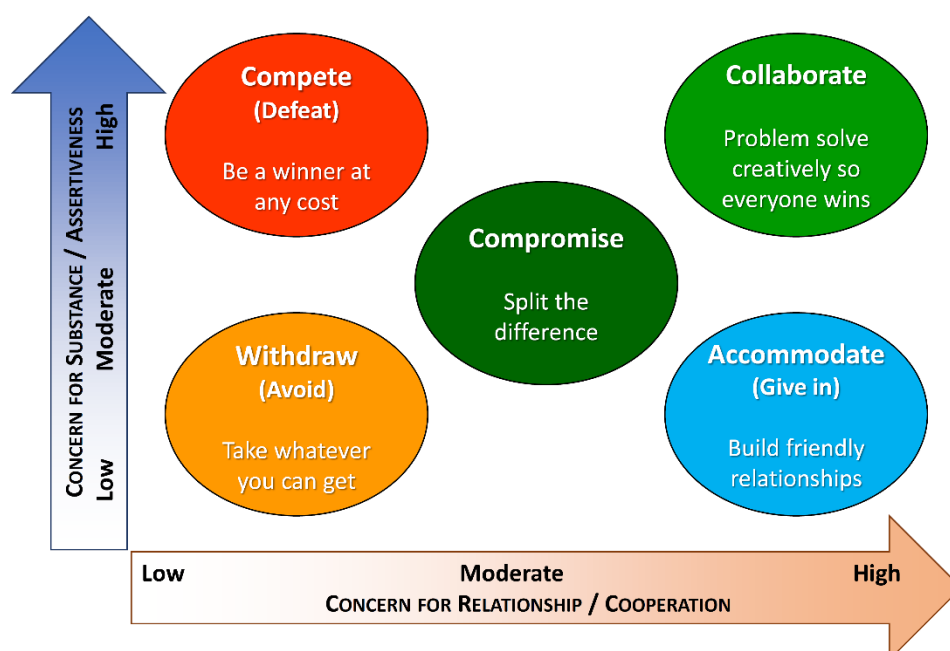 Compete
(Defeat)
Be a winner at
any cost
Collaborate
Problem solve
creatively so
everyone wins
Compromise
Split the
difference
Withdraw
(Avoid)
Take whatever
you can get
Accommodate
(Give in)
Build friendly
relationships
CONCERN FOR SUBSTANCE / ASSERTIVENESS
Low Moderate High
Low Moderate High
CONCERN FOR RELATIONSHIP / COOPERATION